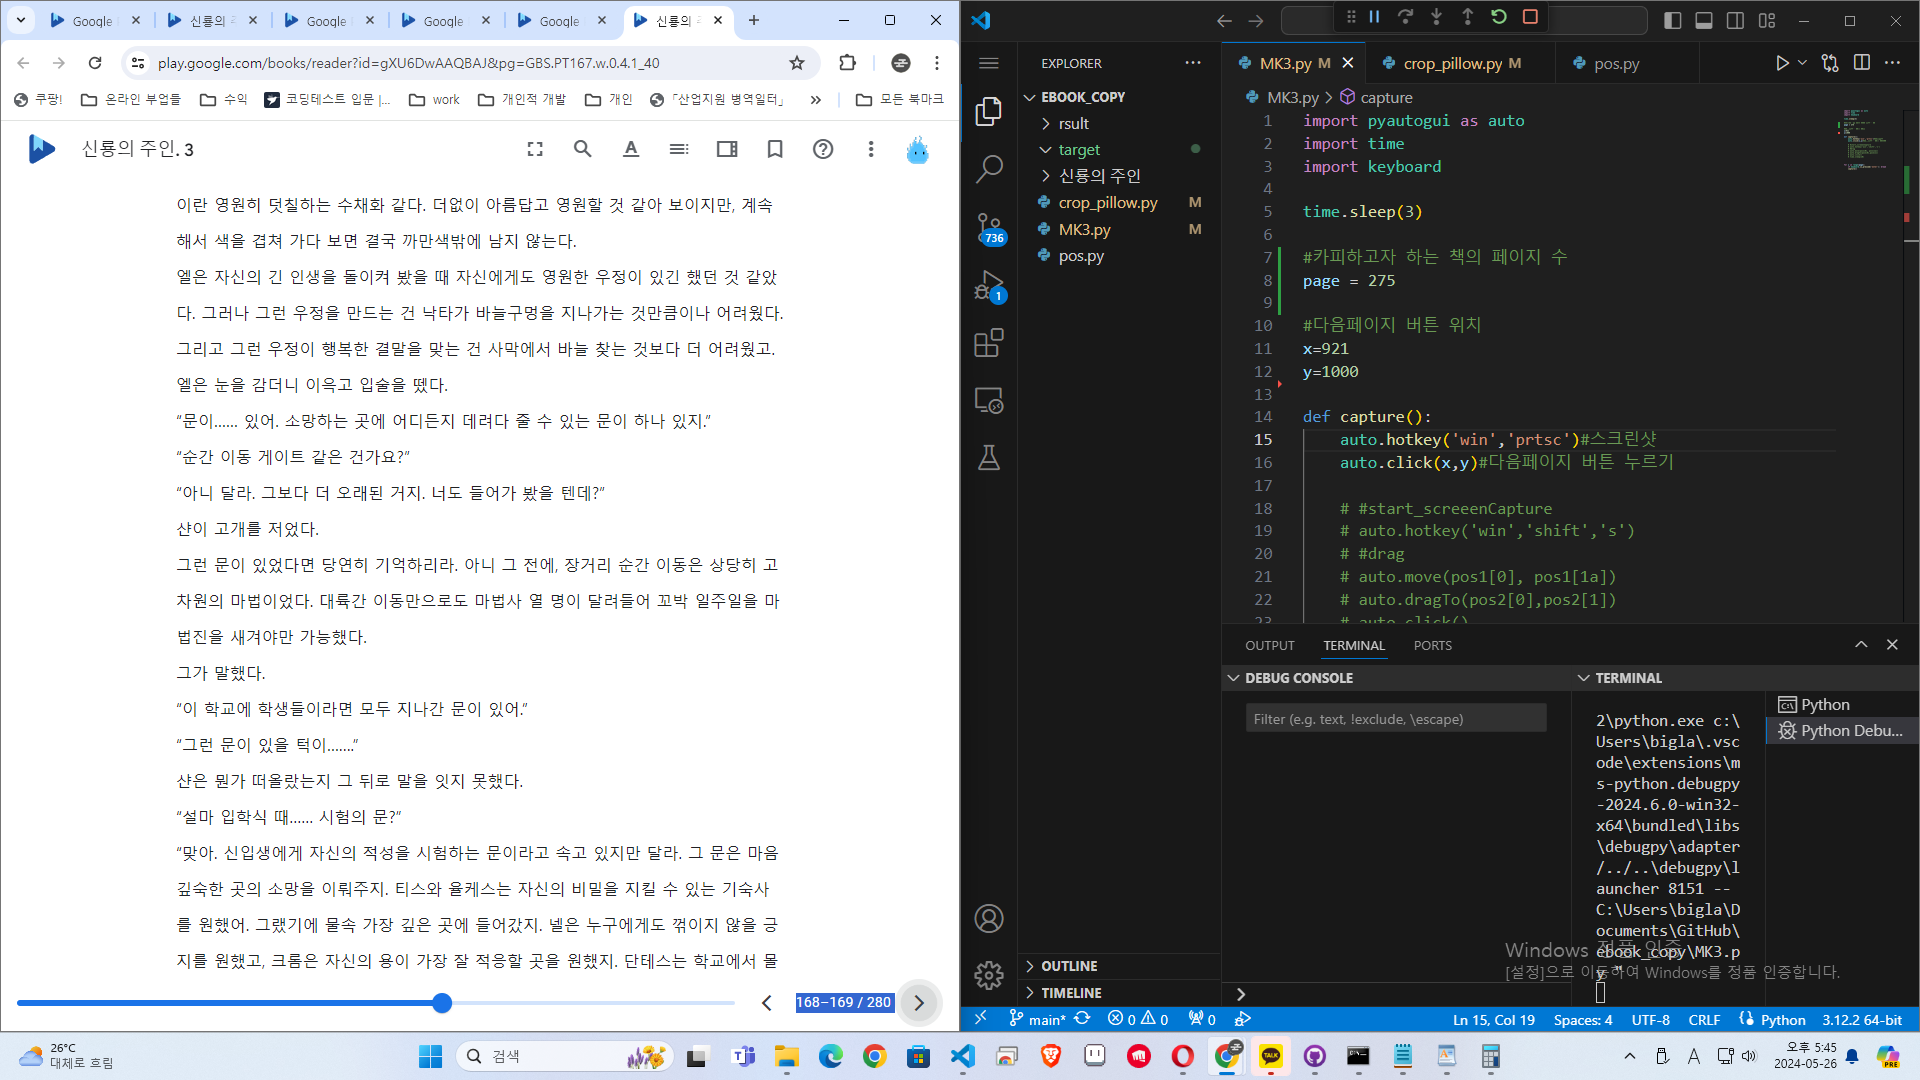 Google
신룡의 주
Google
Google
Google
신룡의 주
play.google.com/books/reader?id=gXU6DwAAQBAJ&pg=GBS.PT167.w.0.4.1_40
쿠팡!
온라인 부업들
수익
코딩테스트 입문 |...
work
개인적 개발
개인
「산업지원 병역일터」
모든 북마크
신룡의 주인. 3
이란 영원히 덧칠하는 수채화 같다. 더없이 아름답고 영원할 것 같아 보이지만, 계속
해서 색을 겹쳐 가다 보면 결국 까만색밖에 남지 않는다.
엘은 자신의 긴 인생을 돌이켜 봤을 때 자신에게도 영원한 우정이 있긴 했던 것 같았
다. 그러나 그런 우정을 만드는 건 낙타가 바늘구멍을 지나가는 것만큼이나 어려웠다.
그리고 그런 우정이 행복한 결말을 맞는 건 사막에서 바늘 찾는 것보다 더 어려웠고.
엘은 눈을 감더니 이윽고 입술을 뗐다.
“문이...... 있어. 소망하는 곳에 어디든지 데려다 줄 수 있는 문이 하나 있지.”
“순간 이동 게이트 같은 건가요?”
“아니 달라. 그보다 더 오래된 거지. 너도 들어가 봤을 텐데?”
샨이 고개를 저었다.
그런 문이 있었다면 당연히 기억하리라. 아니 그 전에, 장거리 순간 이동은 상당히 고
차원의 마법이었다. 대륙간 이동만으로도 마법사 열 명이 달려들어 꼬박 일주일을 마
법진을 새겨야만 가능했다.
그가 말했다.
“이 학교에 학생들이라면 모두 지나간 문이 있어.”
“그런 문이 있을 턱이.......”
샨은 뭔가 떠올랐는지 그 뒤로 말을 잇지 못했다.
“설마 입학식 때...... 시험의 문?”
“맞아. 신입생에게 자신의 적성을 시험하는 문이라고 속고 있지만 달라. 그 문은 마음
깊숙한 곳의 소망을 이뤄주지. 티스와 율케스는 자신의 비밀을 지킬 수 있는 기숙사
를 원했어. 그랬기에 물속 가장 깊은 곳에 들어갔지. 넬은 누구에게도 꺾이지 않을 긍
지를 원했고, 크롬은 자신의 용이 가장 잘 적응할 곳을 원했지. 단테스는 학교에서 몰
168–169 / 280
EXPLORER
EBOOK_COPY
rsult
target
신룡의 주인
crop_pillow.py M
MK3.py M
pos.py
736
1
OUTLINE
TIMELINE
MK3.py M
crop_pillow.py M
pos.py
MK3.py > capture
1 import pyautogui as auto
2 import time
3 import keyboard
4
5 time.sleep(3)
6
7 #카피하고자 하는 책의 페이지 수
8 page = 275
9
10 #다음페이지 버튼 위치
11 x=921
12 y=1000
13
14 def capture():
15 auto.hotkey('win','prtsc')#스크린샷
16 auto.click(x,y)#다음페이지 버튼 누르기
17
18 # #start_screeenCapture
19 # auto.hotkey('win','shift','s')
20 # #drag
21 # auto.move(pos1[0], pos1[1a])
22 # auto.dragTo(pos2[0],pos2[1])
23 # auto.click()
OUTPUT
TERMINAL
PORTS
DEBUG CONSOLE
Filter (e.g. text, !exclude, \escape)
TERMINAL
2\python.exe c:\
Users\bigla\.vsc
ode\extensions\m
s-python.debugpy
-2024.6.0-win32-
x64\bundled\libs
\debugpy\adapter
/../..\debugpy\l
auncher 8151 --
C:\Users\bigla\D
ocuments\GitHub\
ebook_copy\MK3.p
y "
Python
Python Debu...
Windows 정품 인증
[설정]으로 이동하여 Windows를 정품 인증합니다.
main*
0
0
0
Ln 15, Col 19
Spaces: 4
UTF-8
CRLF
Python
3.12.2 64-bit
26°C
대체로 흐림
검색
TALK
A
오후 5:45
2024-05-26
PRE